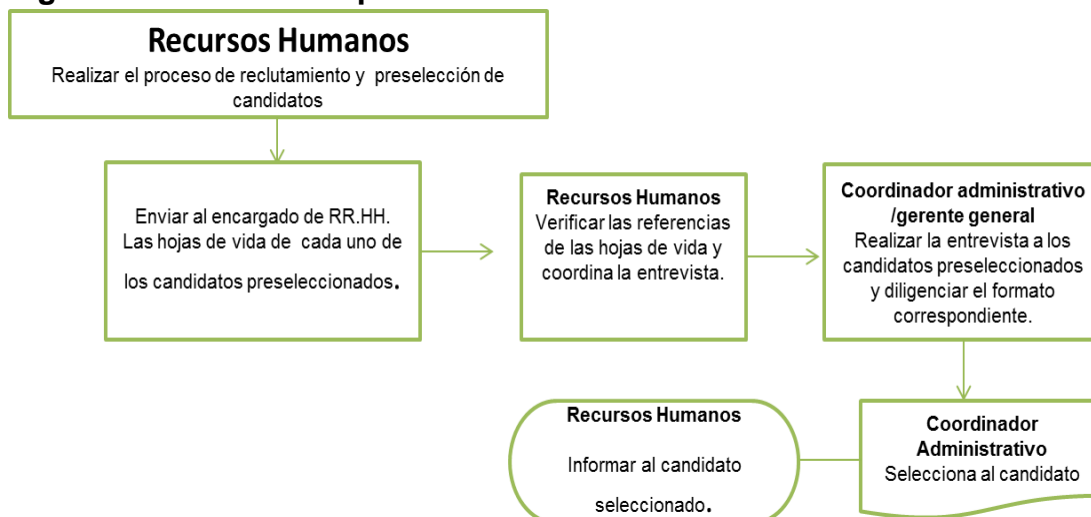 Recursos Humanos
Realizar el proceso de reclutamiento y preselección de
candidatos
Enviar al encargado de RR.HH.
Las hojas de vida de cada uno de
los candidatos preseleccionados.
Recursos Humanos
Verificar las referencias
de las hojas de vida y
coordina la entrevista.
Coordinador administrativo
/gerente general
Realizar la entrevista a los
candidatos preseleccionados
y diligenciar el formato
correspondiente.
Coordinador
Administrativo
Selecciona al candidato
Recursos Humanos
Informar al candidato
seleccionado.